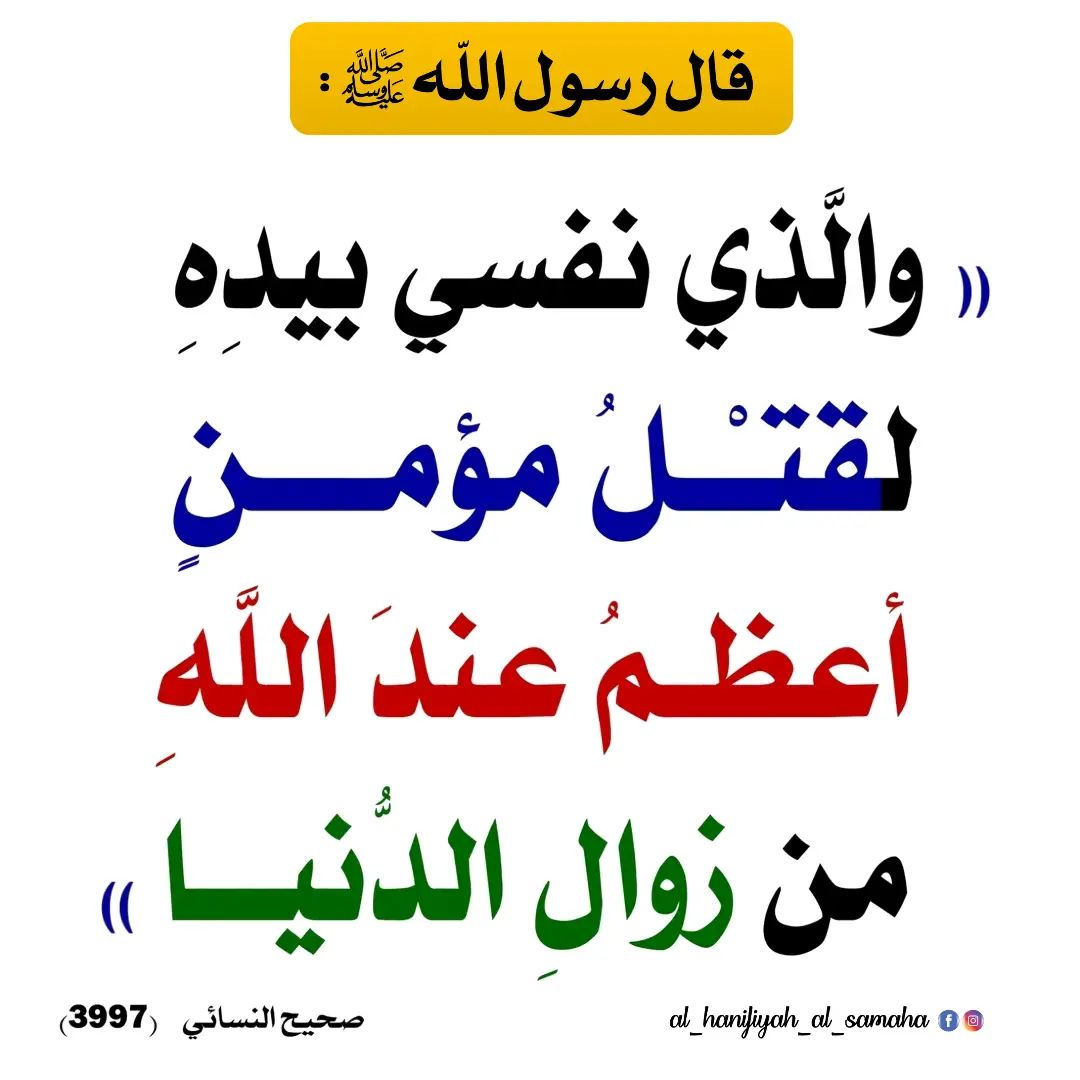 قال رسول الله ﷺ :
(( والَّذي نفسي بيدِهِ
لقتْلُ مؤمنٍ
أعظمُ عندَ اللَّهِ
من زوالِ الدُّنيا ))
صحيح النسائي (3997)
al_hanifiyah_al_samaha